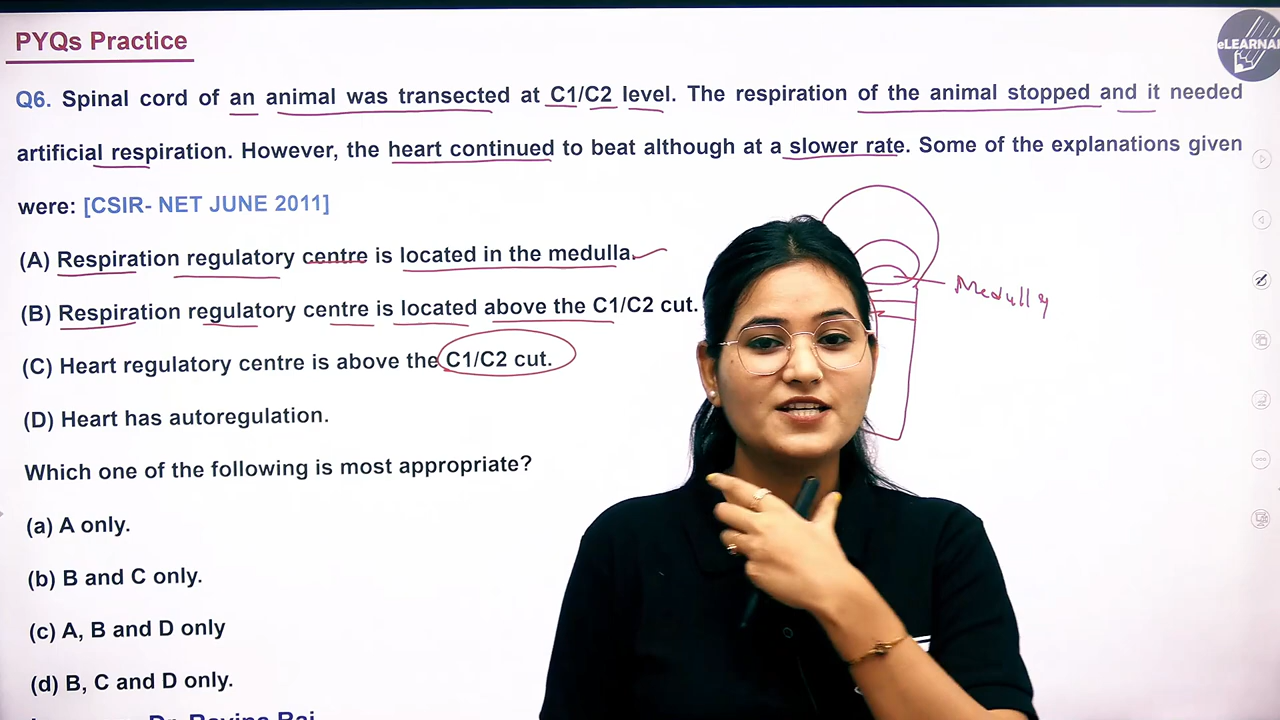 PYQs Practice
eLEARNAI
Q6. Spinal cord of an animal was transected at C1/C2 level. The respiration of the animal stopped and it needed
artificial respiration. However, the heart continued to beat although at a slower rate. Some of the explanations given
were: [CSIR- NET JUNE 2011]
(A) Respiration regulatory centre is located in the medulla.
(B) Respiration regulatory centre is located above the C1/C2 cut.
Medulla
(C) Heart regulatory centre is above the C1/C2 cut.
(D) Heart has autoregulation.
Which one of the following is most appropriate?
(a) A only.
(b) B and C only.
(c) A, B and D only
(d) B, C and D only.